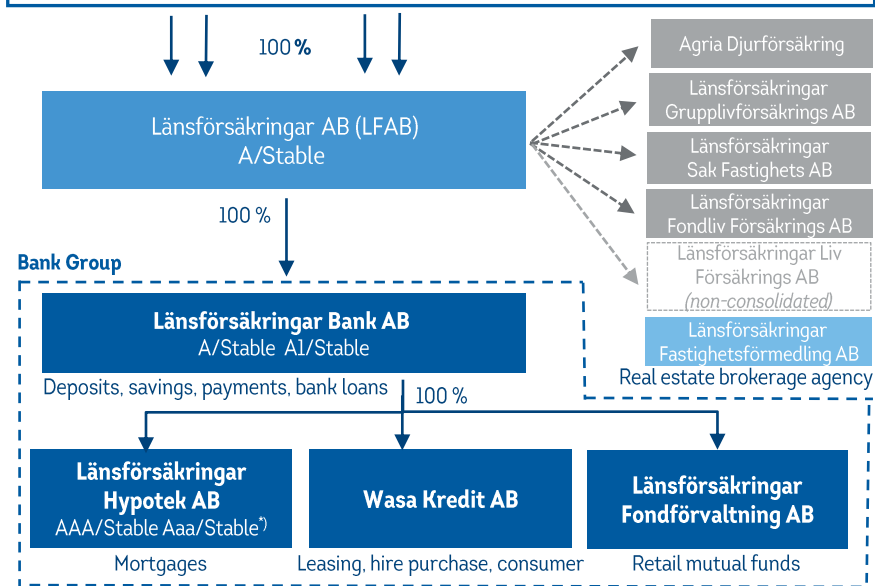 100 %
Länsförsäkringar AB (LFAB)
A/Stable
Agria Djurförsäkring
Länsförsäkringar
Grupplivförsäkrings AB
Länsförsäkringar
Sak Fastighets AB
Länsförsäkringar
Fondliv Försäkrings AB
Länsförsäkringar Liv
Försäkrings AB
(non-consolidated)
Länsförsäkringar
Fastighetsförmedling AB
Real estate brokerage agency
100 %
Bank Group
Länsförsäkringar Bank AB
A/Stable A1/Stable
Deposits, savings, payments, bank loans
100 %
Länsförsäkringar
Hypotek AB
AAA/Stable Aaa/Stable*)
Mortgages
Wasa Kredit AB
Leasing, hire purchase, consumer
Länsförsäkringar
Fondförvaltning AB
Retail mutual funds